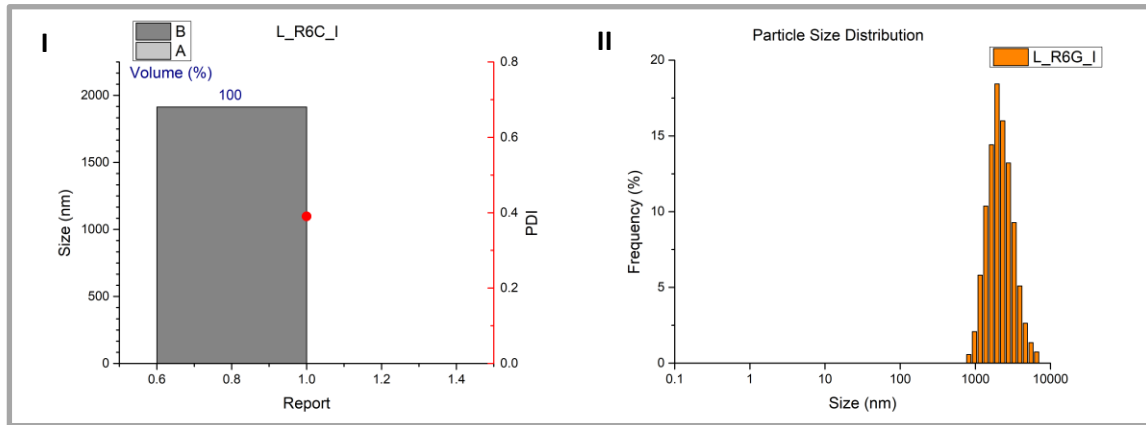 I
B
A
L_R6C_I
Volume (%)
100
2000
1500
1000
500
0
Size (nm)
0.6
0.8
1.0
1.2
1.4
Report
0.8
0.6
0.4
0.2
0.0
PDI
II
Particle Size Distribution
L_R6G_I
20
15
10
5
0
Frequency (%)
0.1
1
10
100
1000
10000
Size (nm)